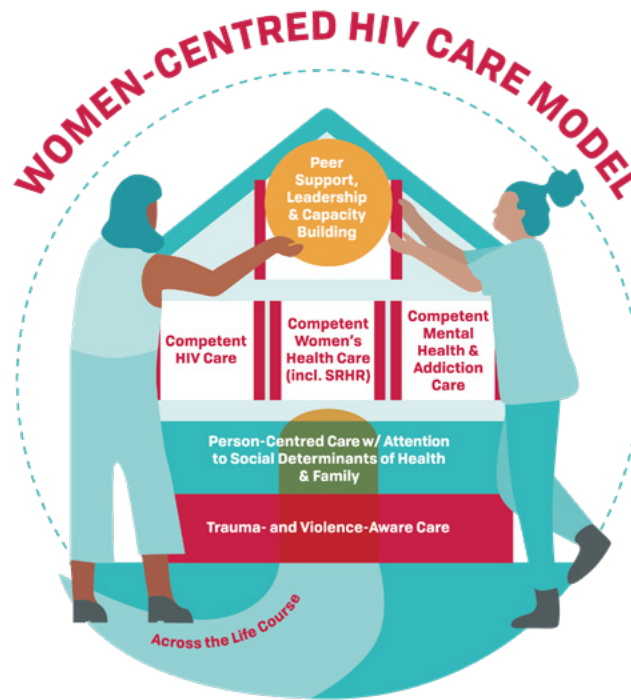 WOMEN-CENTRED HIV CARE MODEL
Peer
Support,
Leadership
& Capacity
Building
Competent
HIV Care
Competent
Women's
Health Care
(incl. SRHR)
Competent
Mental
Health &
Addiction
Care
Person-Centred Care w/ Attention
to Social Determinants of Health
& Family
Trauma- and Violence-Aware Care
Across the Life Course